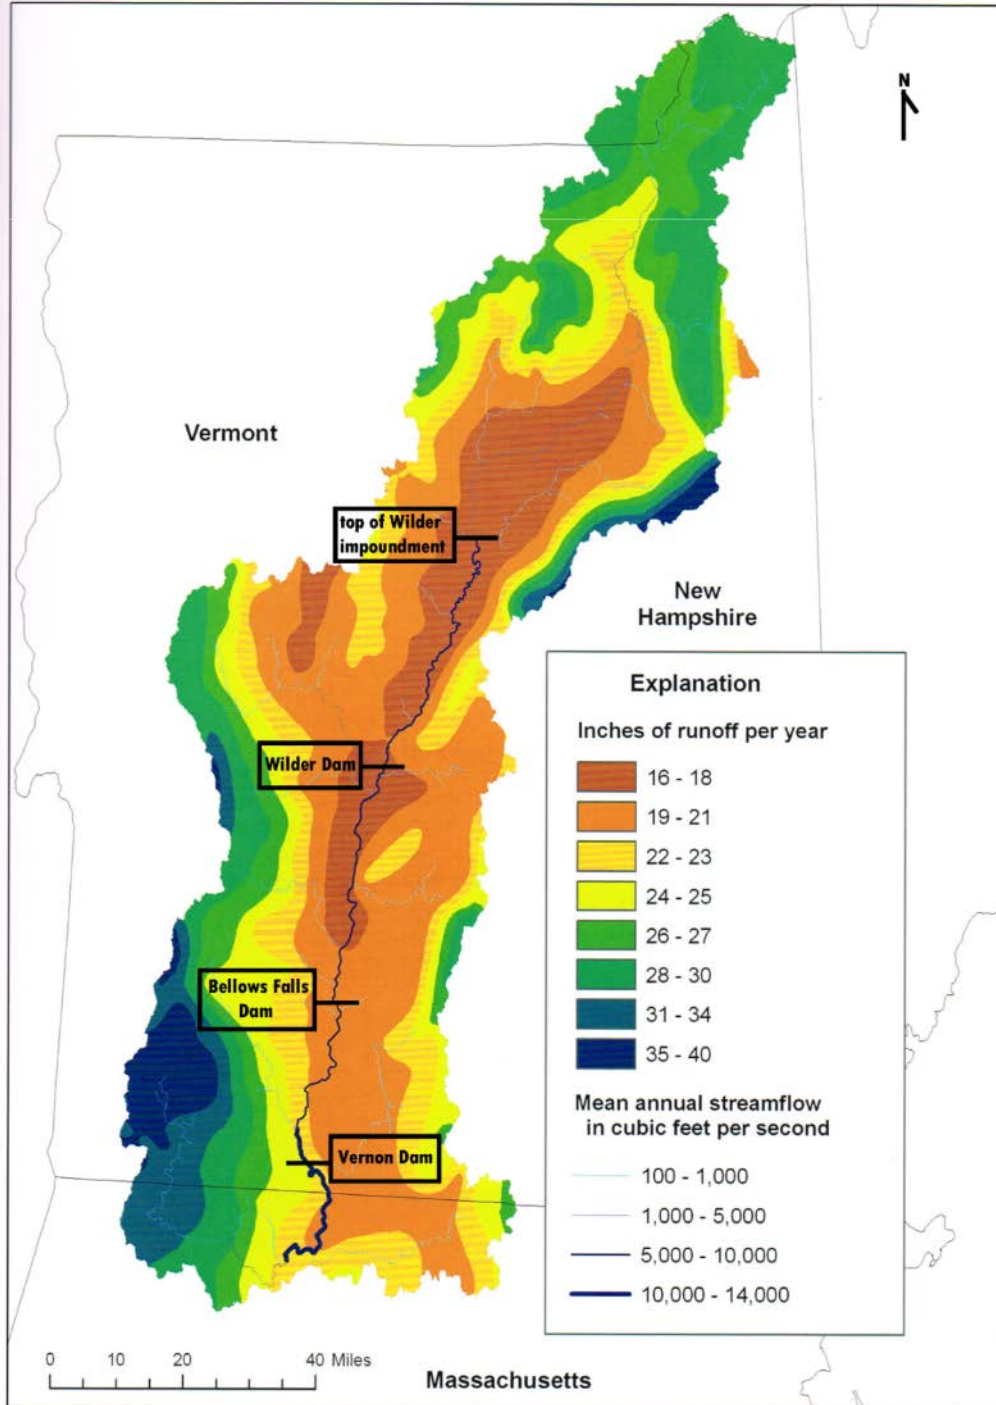 N
Vermont
top of Wilder
impoundment
New
Hampshire
Wilder Dam
Bellows Falls
Dam
Vernon Dam
Explanation
Inches of runoff per year
16 - 18
19 - 21
22 - 23
24 - 25
26 - 27
28 - 30
31 - 34
35 - 40
Mean annual streamflow
in cubic feet per second
100 - 1,000
1,000 - 5,000
5,000 - 10,000
10,000 - 14,000
0 10 20 40 Miles
Massachusetts